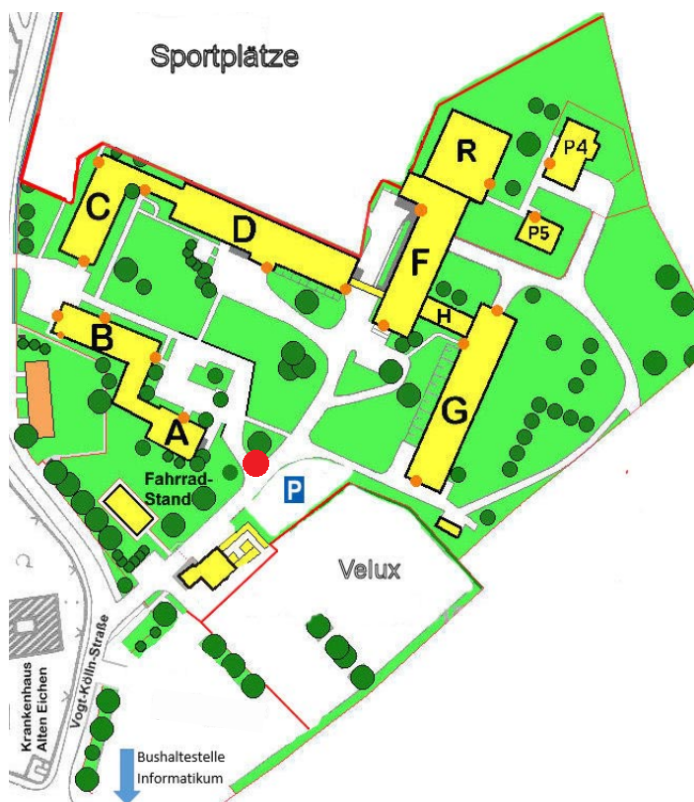 Sportplätze
R
P4
C
D
P5
F
H
B
G
A
Fahrrad-
Stand
P
Velux
Krankenhaus
Alten Eichen
Vogt-Kölln-Straße
Bushaltestelle
Informatikum